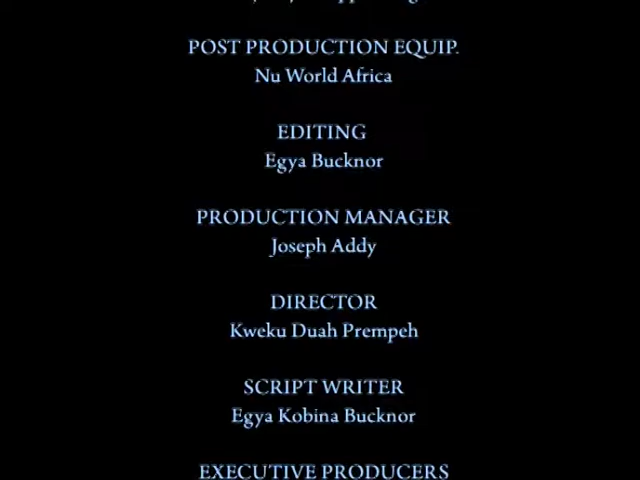 POST PRODUCTION EQUIP.
Nu World Africa
EDITING
Egya Bucknor
PRODUCTION MANAGER
Joseph Addy
DIRECTOR
Kweku Duah Prempeh
SCRIPT WRITER
Egya Kobina Bucknor
EXECUTIVE PRODUCERS